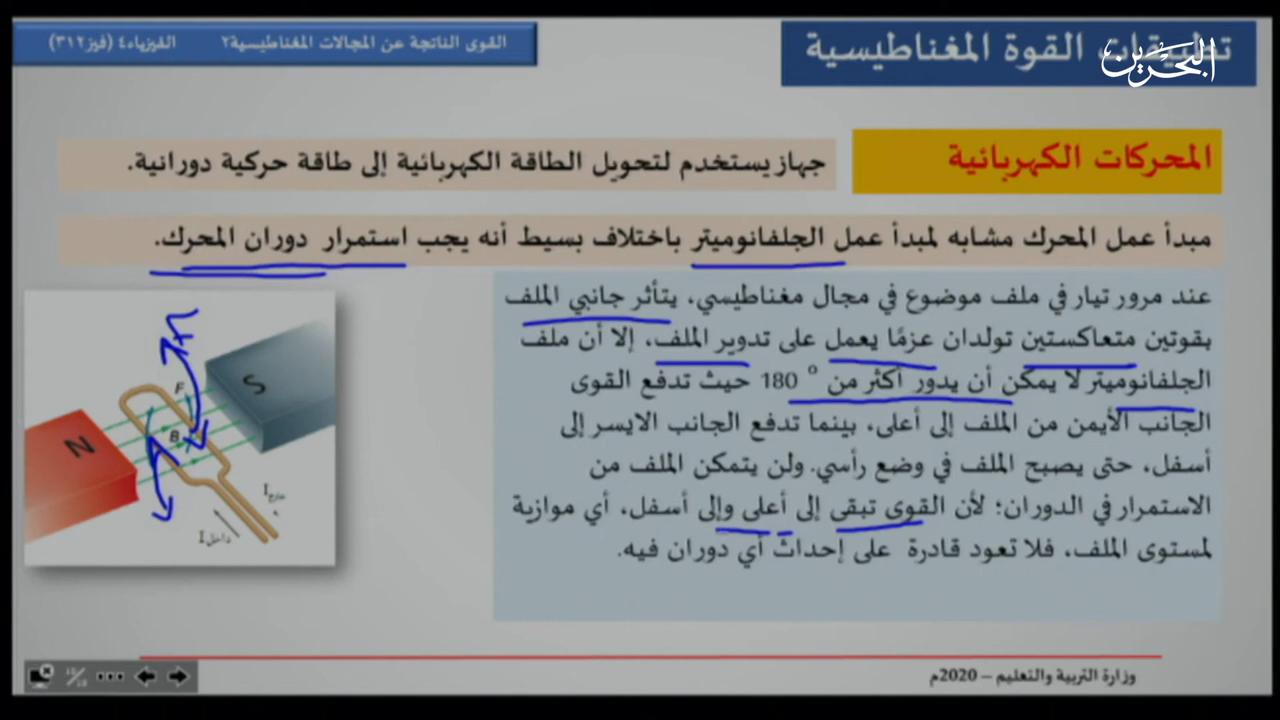 تطبيقات القوة المغناطيسية
البحرين
القوى الناتجة عن المجالات المغناطيسية٢ الفيزياء٤ (فيز٣١٢)
المحركات الكهربائية
جهاز يستخدم لتحويل الطاقة الكهربائية إلى طاقة حركية دورانية.
مبدأ عمل المحرك مشابه لمبدأ عمل الجلفانوميتر باختلاف بسيط أنه يجب استمرار دوران المحرك.
عند مرور تيار في ملف موضوع في مجال مغناطيسي، يتأثر جانبي الملف
بقوتين متعاكستين تولدان عزمًا يعمل على تدوير الملف، إلا أن ملف
الجلفانوميتر لا يمكن أن يدور أكثر من 180 º حيث تدفع القوى
الجانب الأيمن من الملف إلى أعلى، بينما تدفع الجانب الايسر إلى
أسفل، حتى يصبح الملف في وضع رأسي. ولن يتمكن الملف من
الاستمرار في الدوران؛ لأن القوى تبقى إلى أعلى وإلى أسفل، أي موازية
لمستوى الملف، فلا تعود قادرة على إحداث أي دوران فيه.
S
F
N
B
I خارج
I داخل
وزارة التربية والتعليم – 2020م